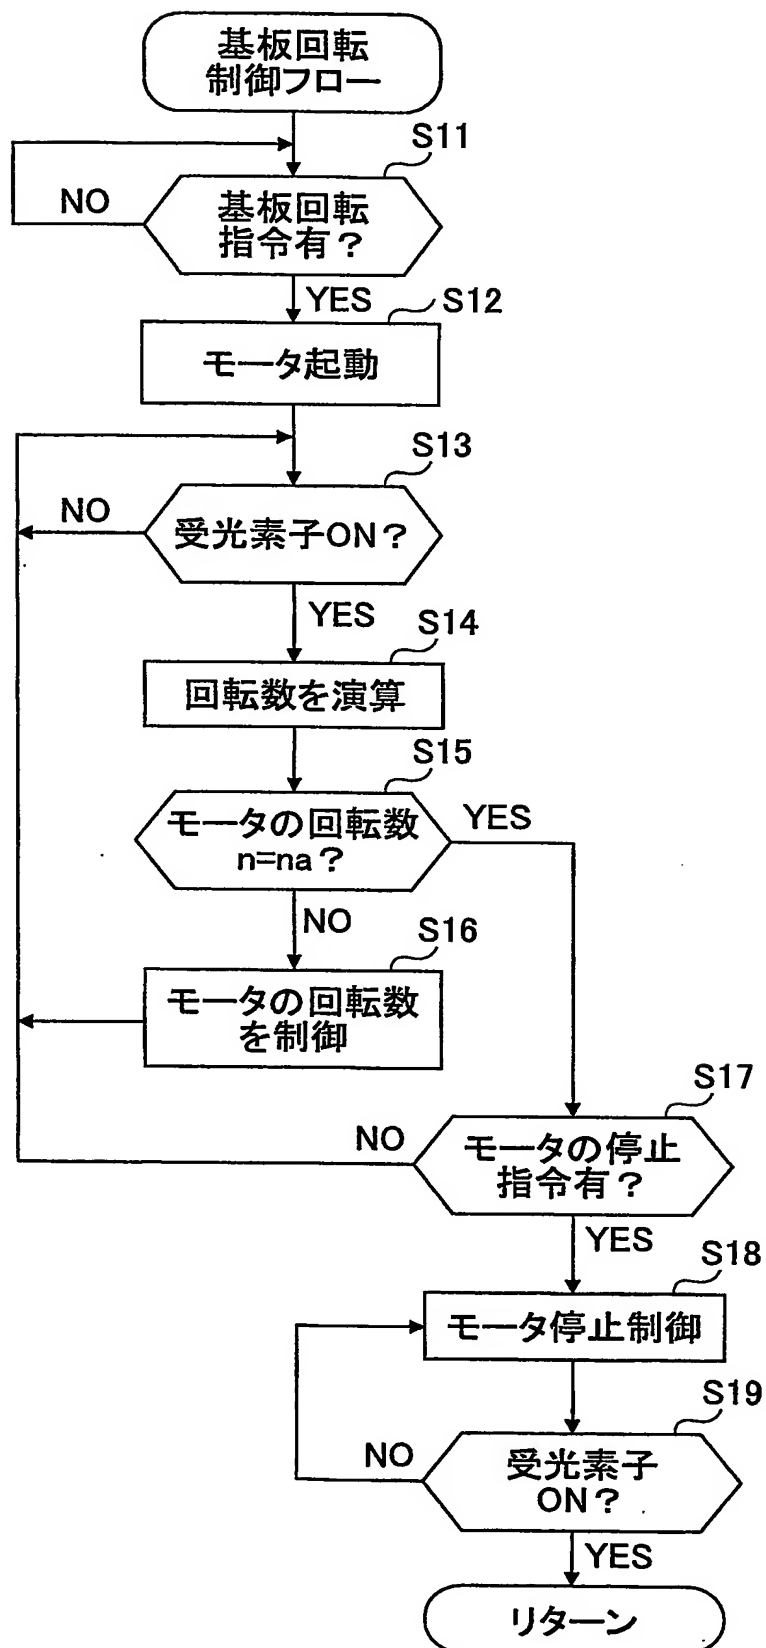 基板回転
制御フロー
S11
NO
基板回転
指令有？
YES
S12
モータ起動
S13
NO
受光素子ON？
YES
S14
回転数を演算
S15
モータの回転数
n=na？
YES
NO
S16
モータの回転数
を制御
S17
NO
モータの停止
指令有？
YES
S18
モータ停止制御
S19
NO
受光素子
ON？
YES
リターン